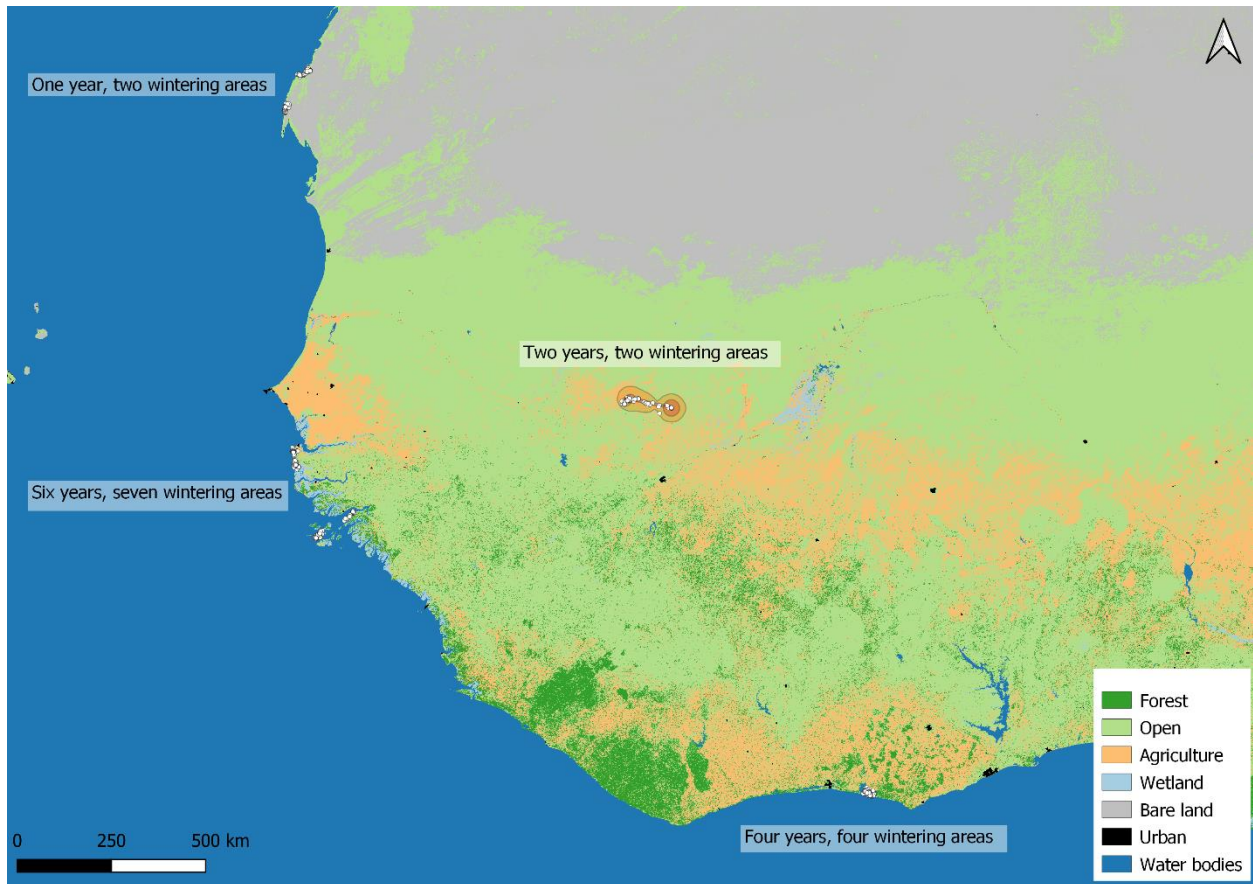 One year, two wintering areas
Two years, two wintering areas
Six years, seven wintering areas
Four years, four wintering areas
0 250 500 km
Forest
Open
Agriculture
Wetland
Bare land
Urban
Water bodies